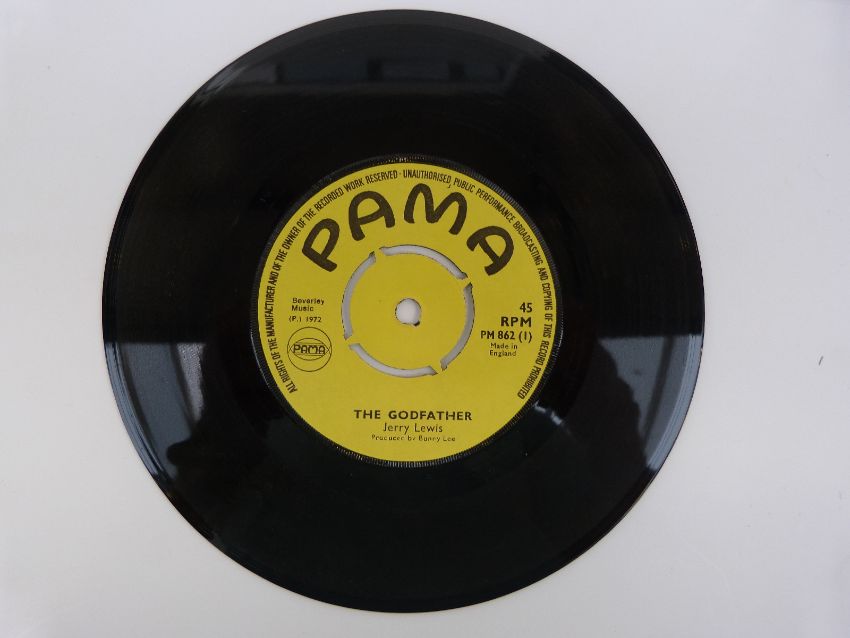 ALL RIGHTS OF THE MANUFACTURER AND OF THE OWNER OF THE RECORDED WORK RESERVED · UNAUTHORISED PUBLIC PERFORMANCE BROADCASTING AND COPYING OF THIS RECORD PROHIBITED
PAMA
Beverley
Music
(P.) 1972
PAMA
45
RPM
PM 862 (1)
Made in
England
THE GODFATHER
Jerry Lewis
Producer by Bunny Lee